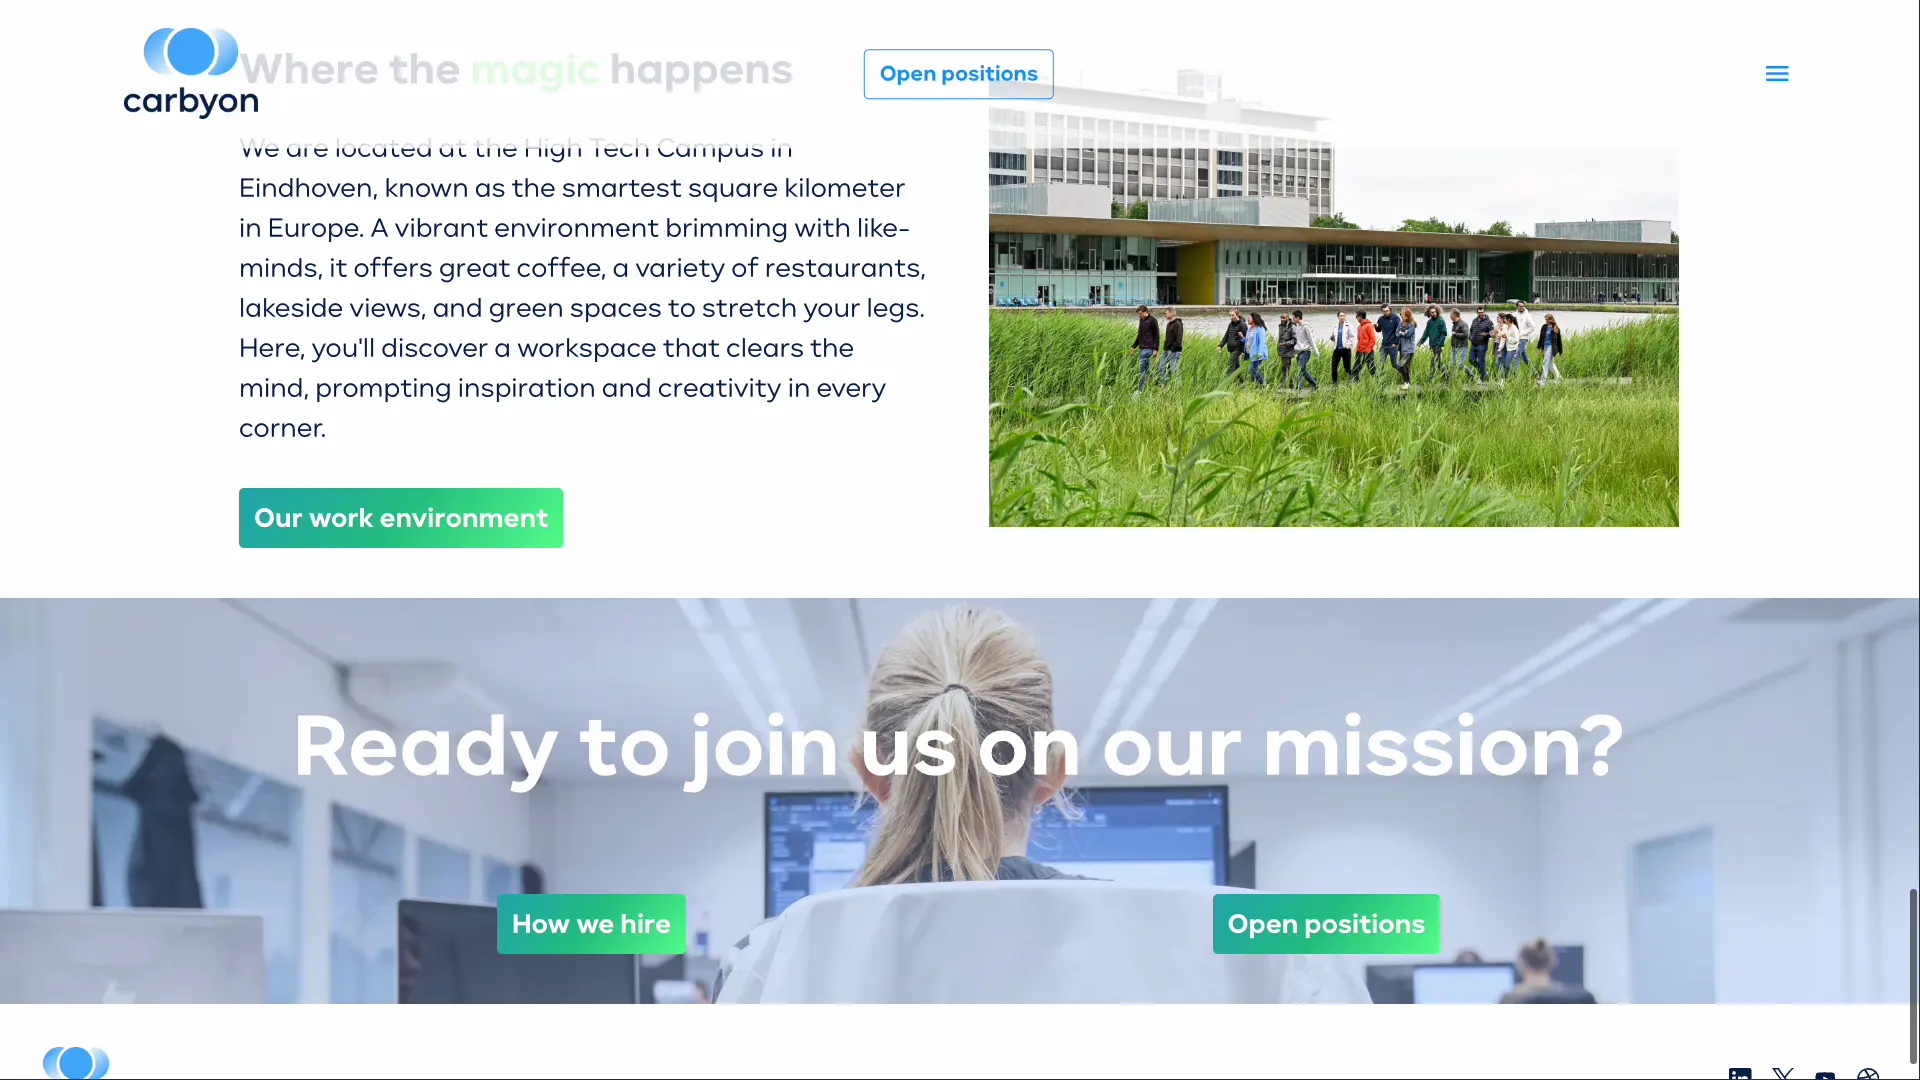 Where the magic happens
Open positions
carbyon
We are located at the High Tech Campus in
Eindhoven, known as the smartest square kilometer
in Europe. A vibrant environment brimming with like-
minds, it offers great coffee, a variety of restaurants,
lakeside views, and green spaces to stretch your legs.
Here, you'll discover a workspace that clears the
mind, prompting inspiration and creativity in every
corner.
Our work environment
Ready to join us on our mission?
How we hire
Open positions